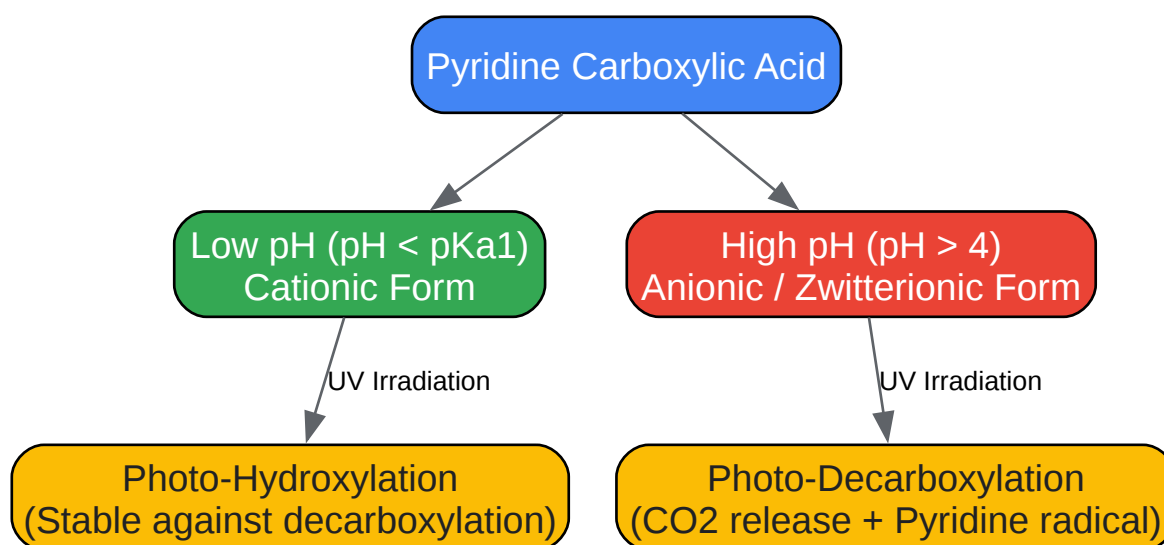 Pyridine Carboxylic Acid
Low pH (pH < pKa1)
Cationic Form
High pH (pH > 4)
Anionic / Zwitterionic Form
UV Irradiation
UV Irradiation
Photo-Hydroxylation
(Stable against decarboxylation)
Photo-Decarboxylation
(CO2 release + Pyridine radical)